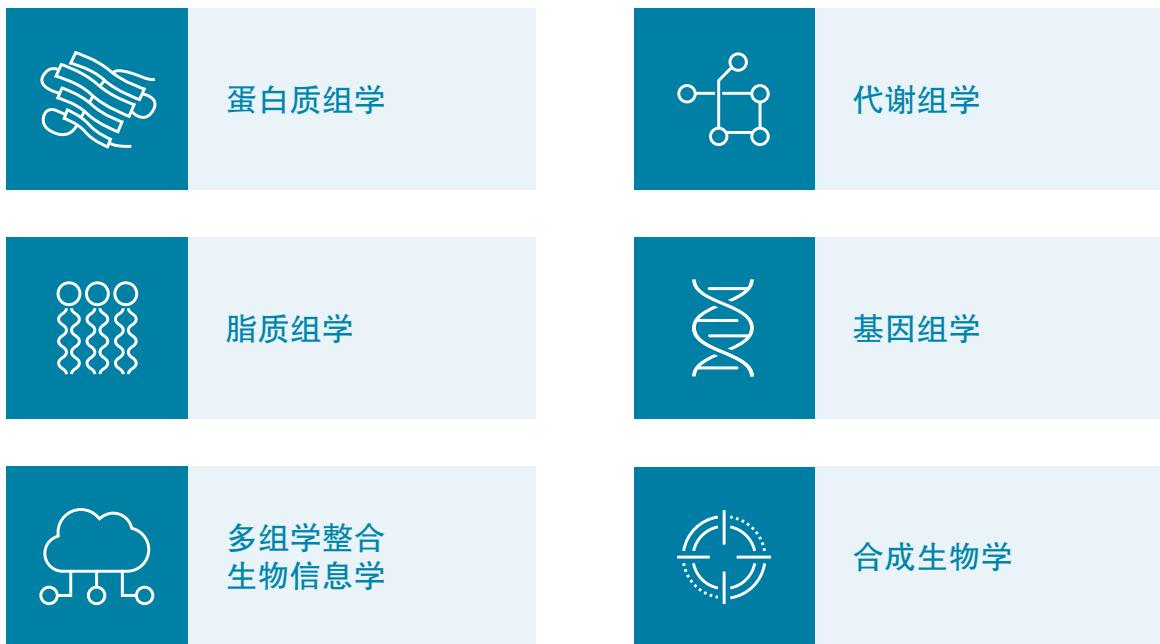 蛋白质组学
代谢组学
脂质组学
基因组学
多组学整合
生物信息学
合成生物学